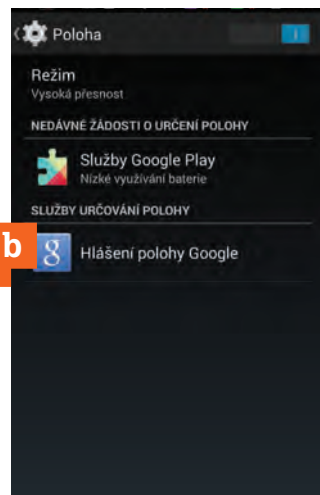 Poloha
Režim
Vysoká přesnost
NEDÁVNÉ ŽÁDOSTI O URČENÍ POLOHY
Služby Google Play
Nízké využívání baterie
SLUŽBY URČOVÁNÍ POLOHY
b
8 Hlášení polohy Google